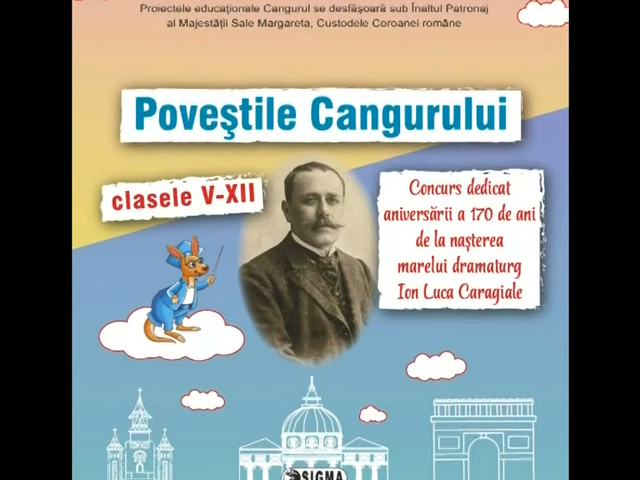 Proiectele educaționale Cangurul se desfășoară sub Înaltul Patronaj
al Majestății Sale Margareta, Custodele Coroanei române
Poveştile Cangurului
clasele V-XII
Concurs dedicat
aniversării a 170 de ani
de la nașterea
marelui dramaturg
Ion Luca Caragiale
SIGMA